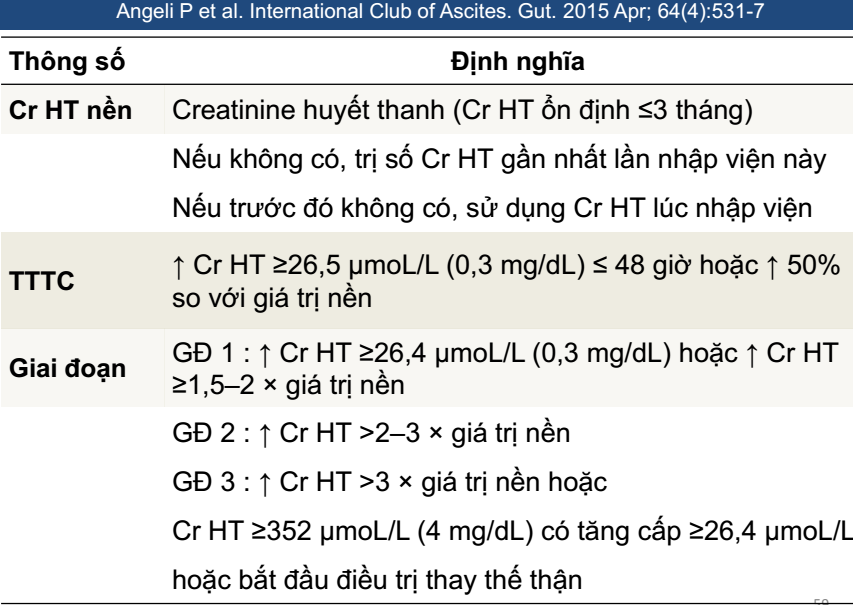 Angeli P et al. International Club of Ascites. Gut. 2015 Apr; 64(4):531-7
Thông số Định nghĩa
Cr HT nền Creatinine huyết thanh (Cr HT ổn định ≤3 tháng)
Nếu không có, trị số Cr HT gần nhất lần nhập viện này
Nếu trước đó không có, sử dụng Cr HT lúc nhập viện
TTTC ↑ Cr HT ≥26,5 µmoL/L (0,3 mg/dL) ≤ 48 giờ hoặc ↑ 50%
so với giá trị nền
Giai đoạn GĐ 1 : ↑ Cr HT ≥26,4 µmoL/L (0,3 mg/dL) hoặc ↑ Cr HT
≥1,5–2 × giá trị nền
GĐ 2 : ↑ Cr HT >2–3 × giá trị nền
GĐ 3 : ↑ Cr HT >3 × giá trị nền hoặc
Cr HT ≥352 µmoL/L (4 mg/dL) có tăng cấp ≥26,4 µmoL/L
hoặc bắt đầu điều trị thay thế thận